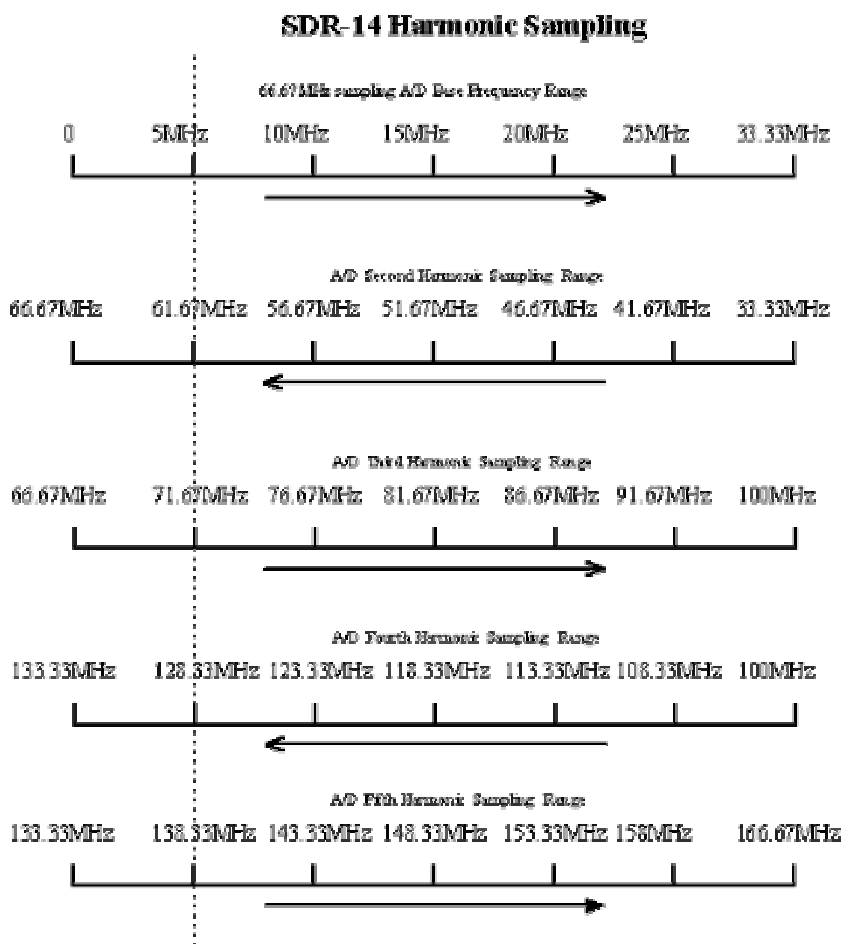 SDR-14 Harmonic Sampling
66.67MHz sampling A/D Base Frequency Range
0 5MHz 10MHz 15MHz 20MHz 25MHz 33.33MHz
A/D Second Harmonic Sampling Range
66.67MHz 61.67MHz 56.67MHz 51.67MHz 46.67MHz 41.67MHz 33.33MHz
A/D Third Harmonic Sampling Range
66.67MHz 71.67MHz 76.67MHz 81.67MHz 86.67MHz 91.67MHz 100MHz
A/D Fourth Harmonic Sampling Range
133.33MHz 128.33MHz 123.33MHz 118.33MHz 113.33MHz 108.33MHz 100MHz
A/D Fifth Harmonic Sampling Range
133.33MHz 138.33MHz 143.33MHz 148.33MHz 153.33MHz 158MHz 166.67MHz